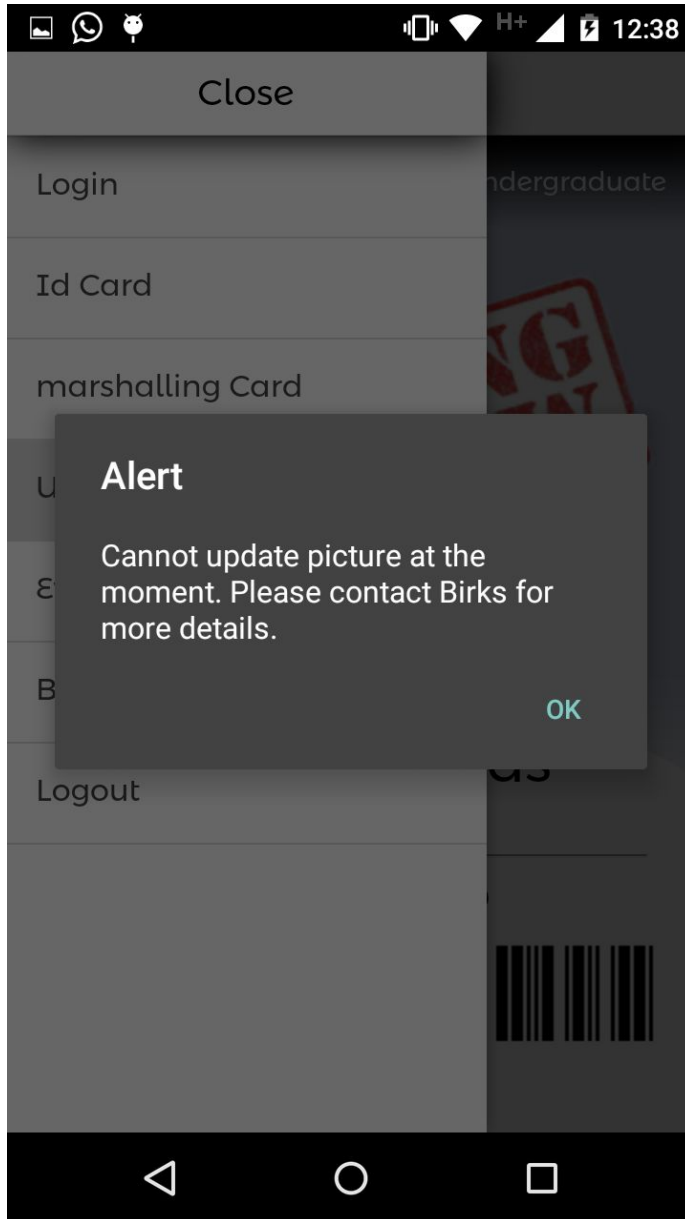 H+ 12:38
Close
Login
ndergraduate
Id Card
marshalling Card
Alert
Cannot update picture at the
moment. Please contact Birks for
more details.
OK
Logout